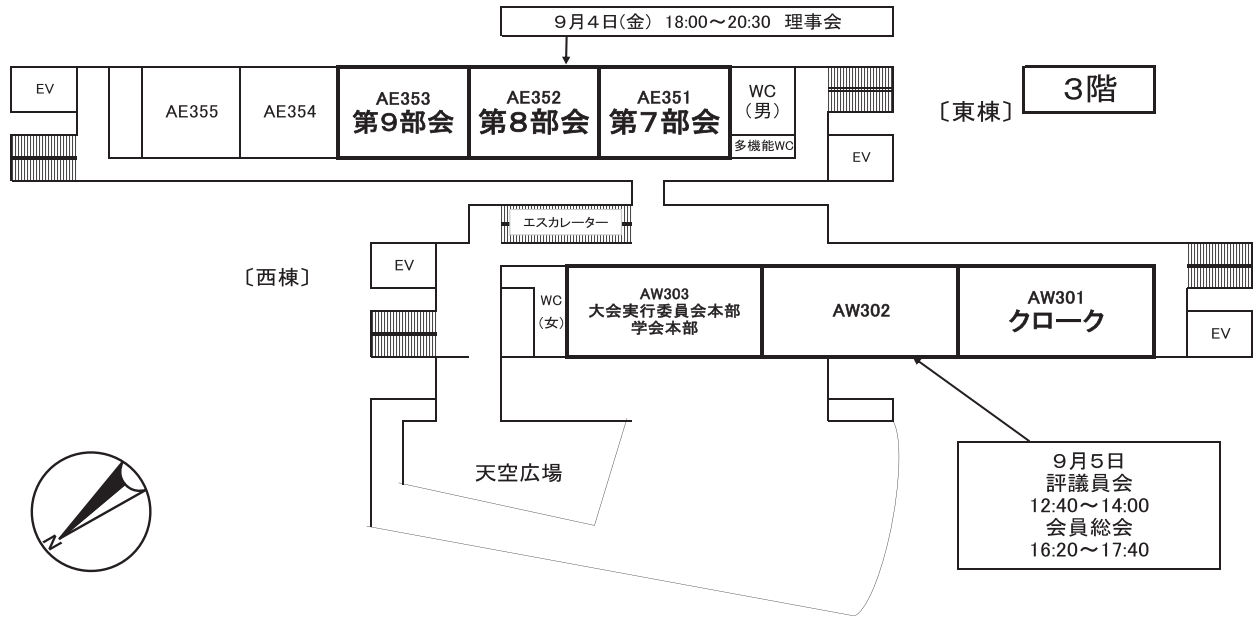 9月4日(金) 18:00～20:30 理事会
3階
〔東棟〕
EV
AE355
AE354
AE353
第9部会
AE352
第8部会
AE351
第7部会
WC
(男)
多機能WC
EV
エスカレーター
〔西棟〕
EV
WC
(女)
AW303
大会実行委員会本部
学会本部
AW302
AW301
クローク
EV
天空広場
N
9月5日
評議員会
12:40～14:00
会員総会
16:20～17:40